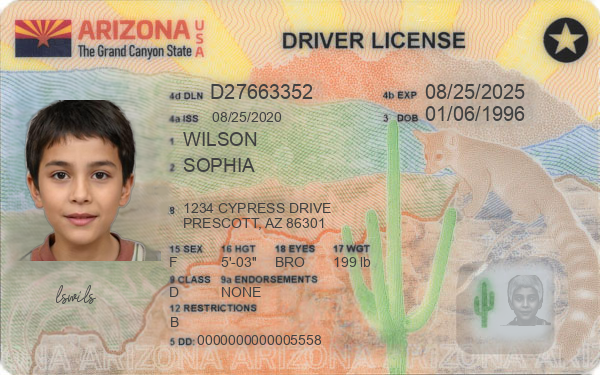 ARIZONA USA
The Grand Canyon State
DRIVER LICENSE
4d DLN D27663352
4b EXP 08/25/2025
4a ISS 08/25/2020
3 DOB 01/06/1996
1 WILSON
2 SOPHIA
8 1234 CYPRESS DRIVE
PRESCOTT, AZ 86301
15 SEX 16 HGT 18 EYES 17 WGT
F 5'-03" BRO 199 lb
9 CLASS 9a ENDORSEMENTS
D NONE
12 RESTRICTIONS
B
5 DD: 0000000000005558
ARIZONA ARIZONA ARIZONA ARIZONA